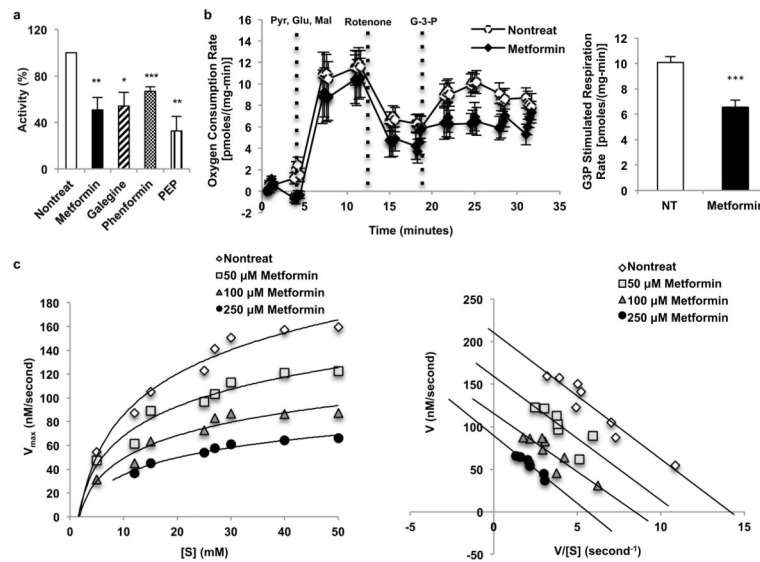 a
Activity (%)
120
80
40
0
**
*
***
**
Nontreat
Metformin
Galegine
Phenformin
PEP
b
Pyr, Glu, Mal
Rotenone
G-3-P
Nontreat
Metformin
Oxygen Consumption Rate
[pmoles/(mg-min)]
16
14
12
10
8
6
4
2
0
-2
0
5
10
15
20
25
30
35
Time (minutes)
G3P Stimulated Respiration
Rate [pmoles/(mg-min)]
12
10
8
6
4
2
0
***
NT
Metformin
c
Nontreat
50 µM Metformin
100 µM Metformin
250 µM Metformin
Vmax (nM/second)
180
160
140
120
100
80
60
40
20
0
0
10
20
30
40
50
[S] (mM)
Nontreat
50 µM Metformin
100 µM Metformin
250 µM Metformin
V (nM/second)
250
200
150
100
50
0
-50
0
5
10
15
V/[S] (second-1)